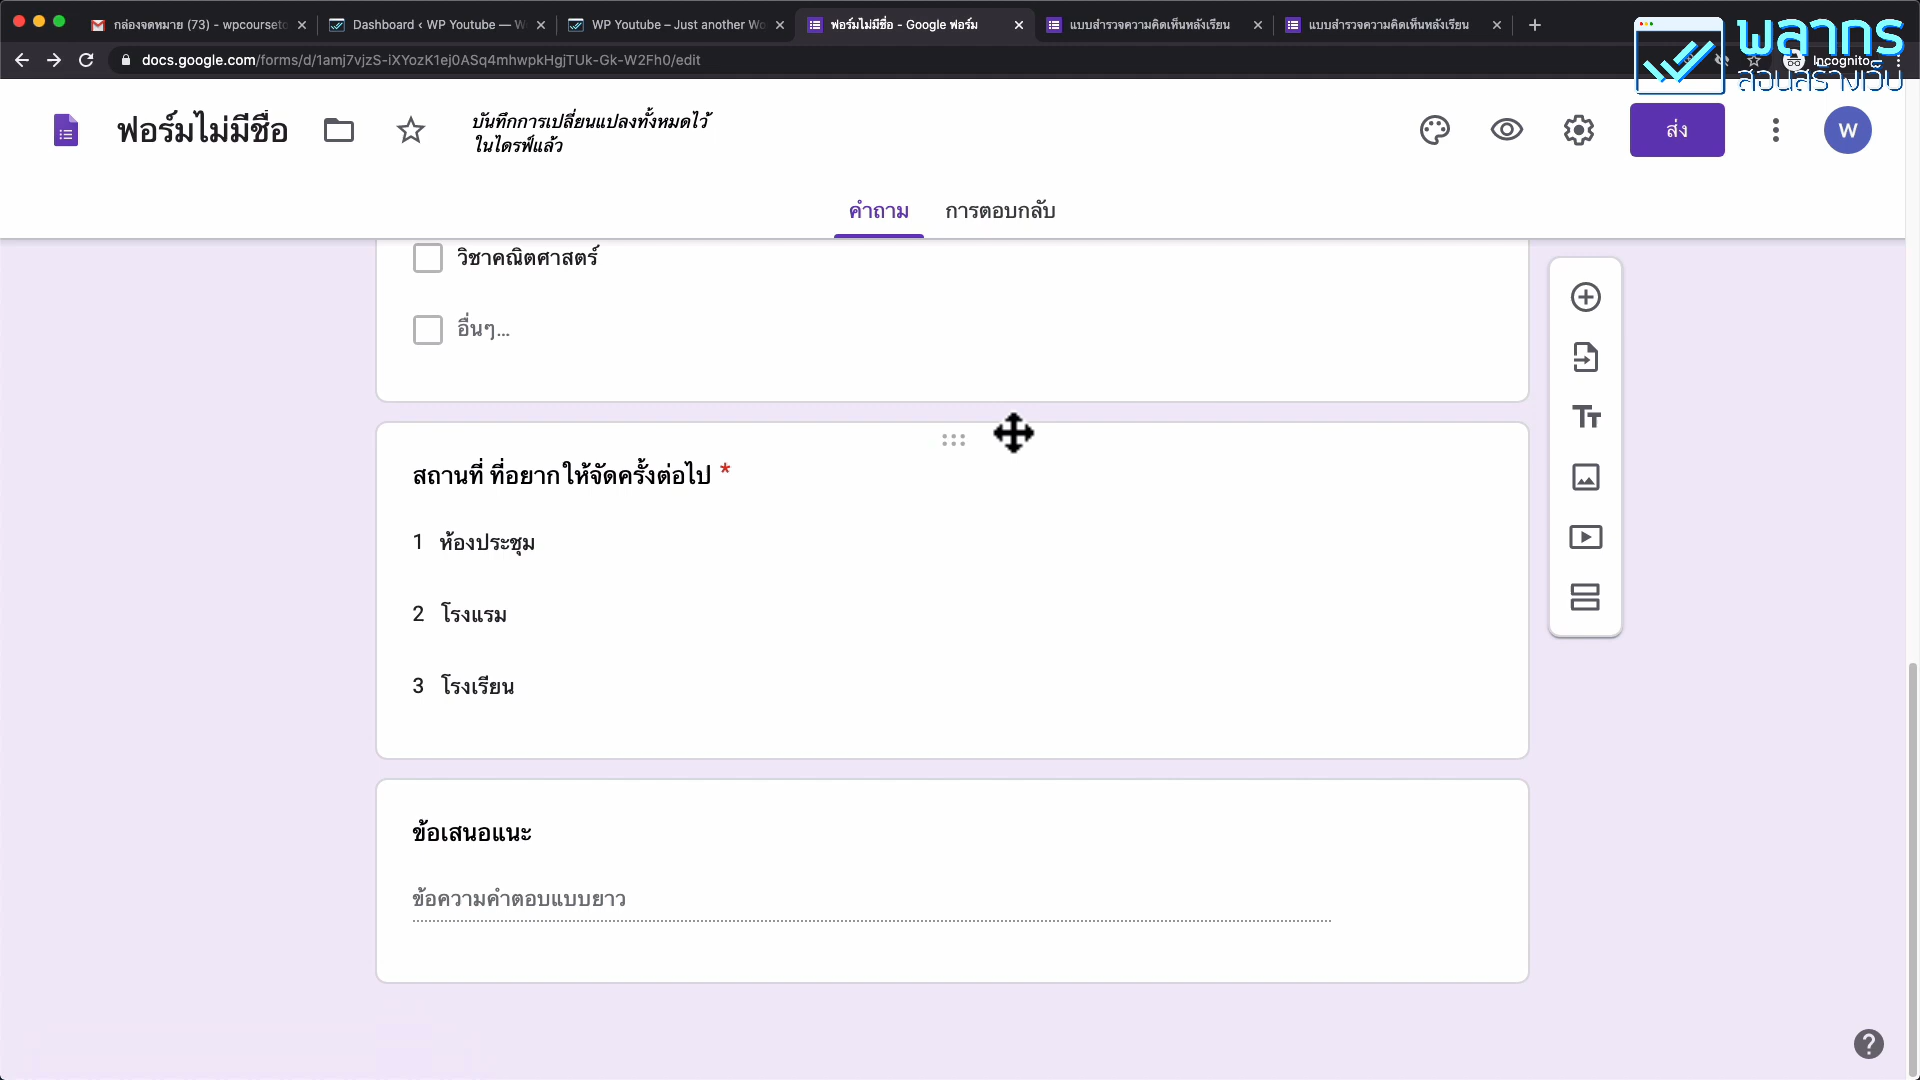 กล่องจดหมาย (73) - wpcourseto
Dashboard ‹ WP Youtube — W
WP Youtube – Just another Wo
ฟอร์มไม่มีชื่อ - Google ฟอร์ม
แบบสำรวจความคิดเห็นหลังเรียน
แบบสำรวจความคิดเห็นหลังเรียน
docs.google.com/forms/d/1amj7vjzS-iXYozK1ej0ASq4mhwpkHgjTUk-Gk-W2Fh0/edit
Incognito
พลากร
สอนสร้างเว็บ
ฟอร์มไม่มีชื่อ
บันทึกการเปลี่ยนแปลงทั้งหมดไว้
ในไดรฟ์แล้ว
ส่ง
W
คำถาม
การตอบกลับ
วิชาคณิตศาสตร์
อื่นๆ...
สถานที่ ที่อยากให้จัดครั้งต่อไป *
1 ห้องประชุม
2 โรงแรม
3 โรงเรียน
ข้อเสนอแนะ
ข้อความคำตอบแบบยาว